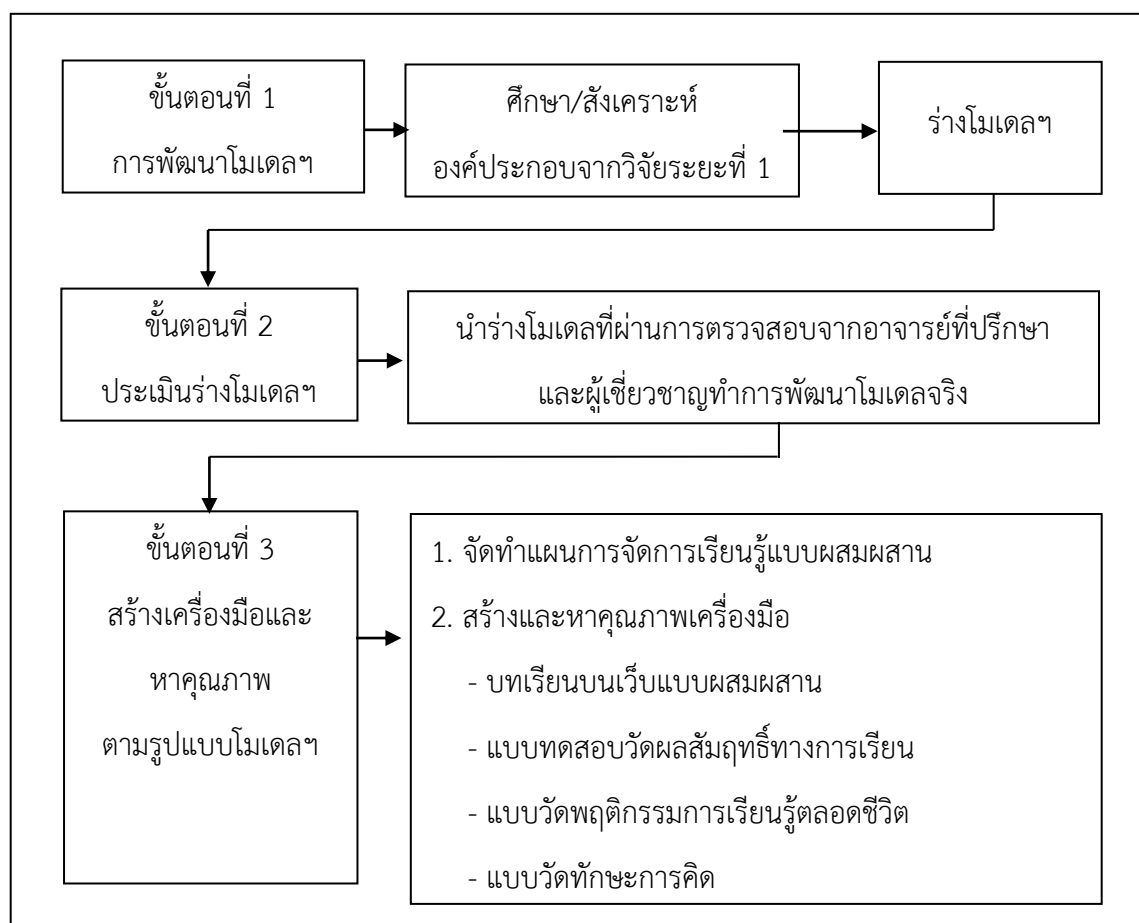 ขั้นตอนที่ 1
การพัฒนาโมเดลฯ
ศึกษา/สังเคราะห์
องค์ประกอบจากวิจัยระยะที่ 1
ร่างโมเดลฯ
ขั้นตอนที่ 2
ประเมินร่างโมเดลฯ
นำร่างโมเดลที่ผ่านการตรวจสอบจากอาจารย์ที่ปรึกษา
และผู้เชี่ยวชาญทำการพัฒนาโมเดลจริง
ขั้นตอนที่ 3
สร้างเครื่องมือและ
หาคุณภาพ
ตามรูปแบบโมเดลฯ
1. จัดทำแผนการจัดการเรียนรู้แบบผสมผสาน
2. สร้างและหาคุณภาพเครื่องมือ
- บทเรียนบนเว็บแบบผสมผสาน
- แบบทดสอบวัดผลสัมฤทธิ์ทางการเรียน
- แบบวัดพฤติกรรมการเรียนรู้ตลอดชีวิต
- แบบวัดทักษะการคิด